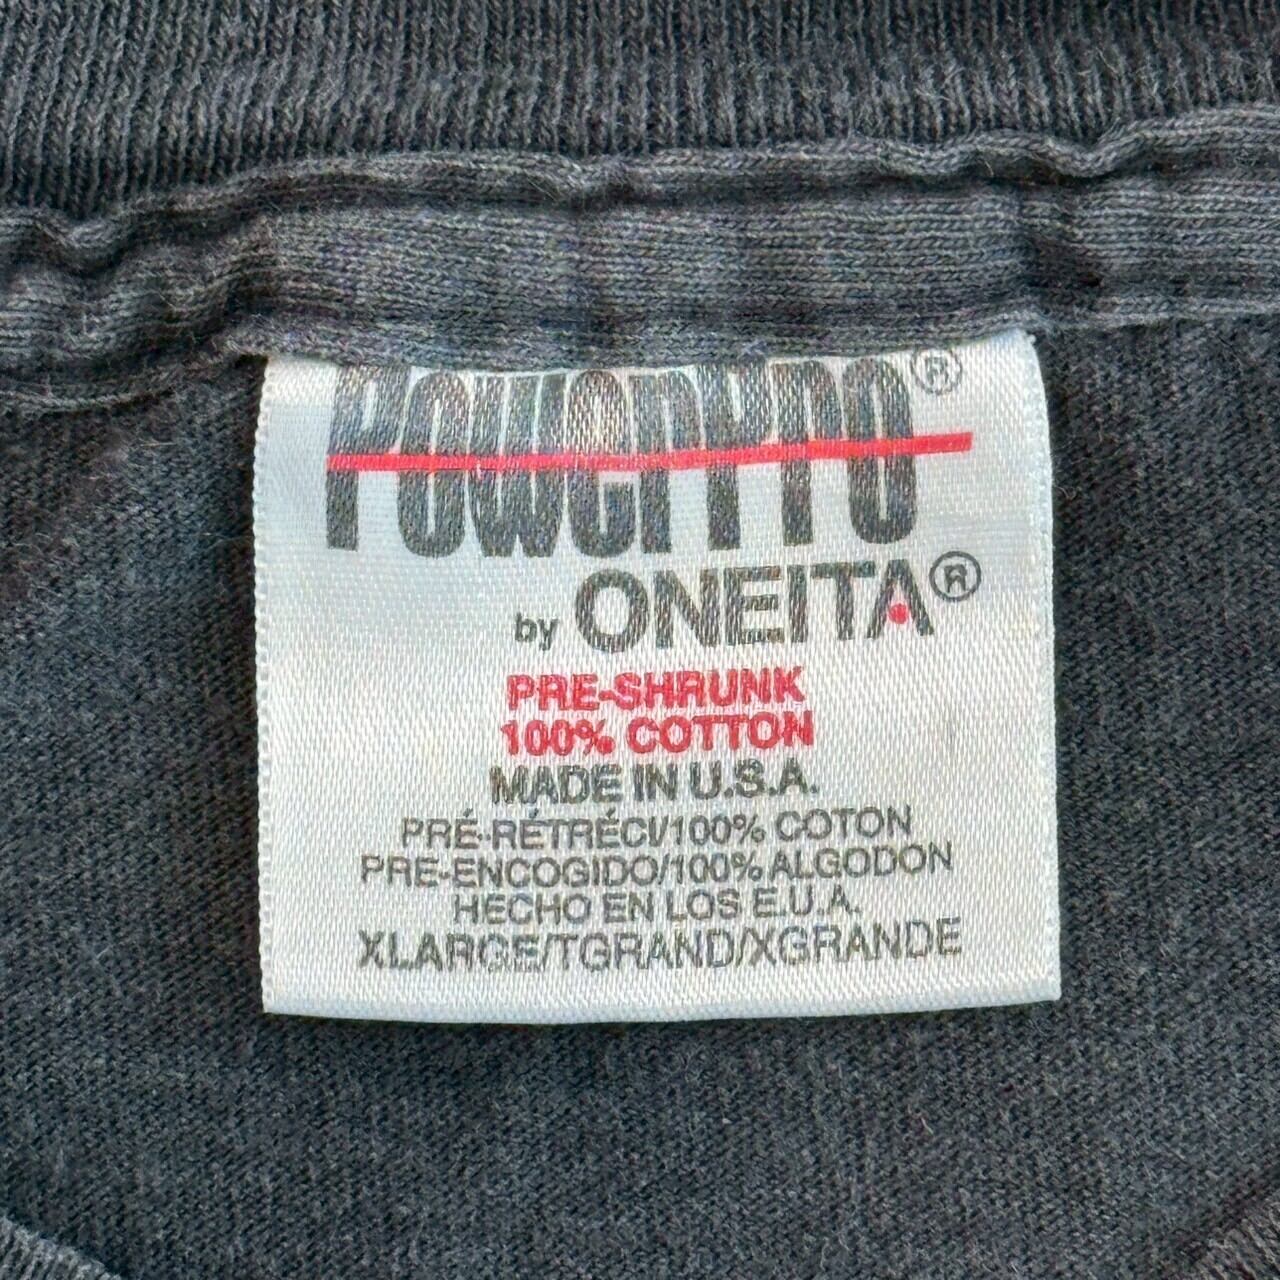 POWERPRO®
by ONEITA®
PRE-SHRUNK
100% COTTON
MADE IN U.S.A.
PRÉ-RÉTRÉCI/100% COTON
PRE-ENCOGIDO/100% ALGODON
HECHO EN LOS E.U.A.
XLARGE/TGRAND/XGRANDE